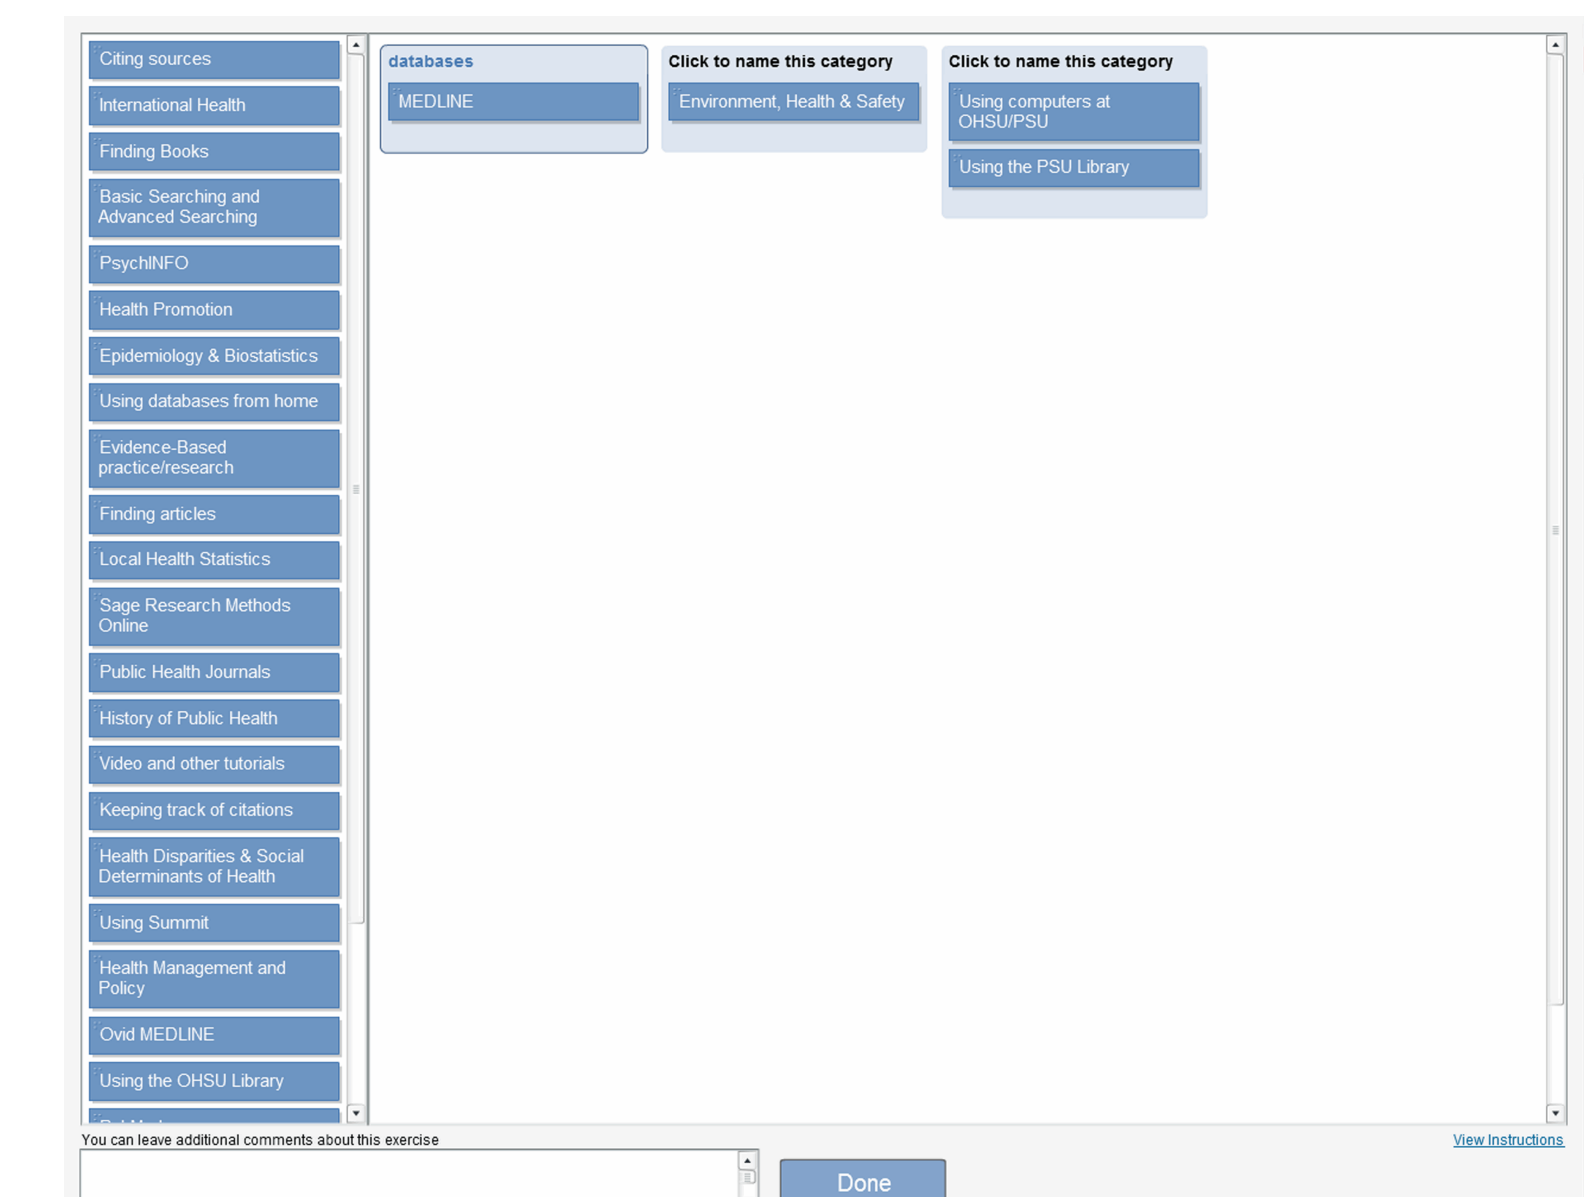 Citing sources
International Health
Finding Books
Basic Searching and
Advanced Searching
PsychINFO
Health Promotion
Epidemiology & Biostatistics
Using databases from home
Evidence-Based
practice/research
Finding articles
Local Health Statistics
Sage Research Methods
Online
Public Health Journals
History of Public Health
Video and other tutorials
Keeping track of citations
Health Disparities & Social
Determinants of Health
Using Summit
Health Management and
Policy
Ovid MEDLINE
Using the OHSU Library
databases
MEDLINE
Click to name this category
Environment, Health & Safety
Click to name this category
Using computers at
OHSU/PSU
Using the PSU Library
You can leave additional comments about this exercise
View Instructions
Done